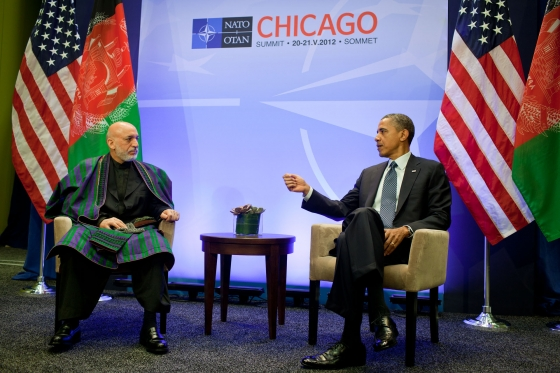 NATO
OTAN
CHICAGO
SUMMIT • 20-21.V.2012 • SOMMET